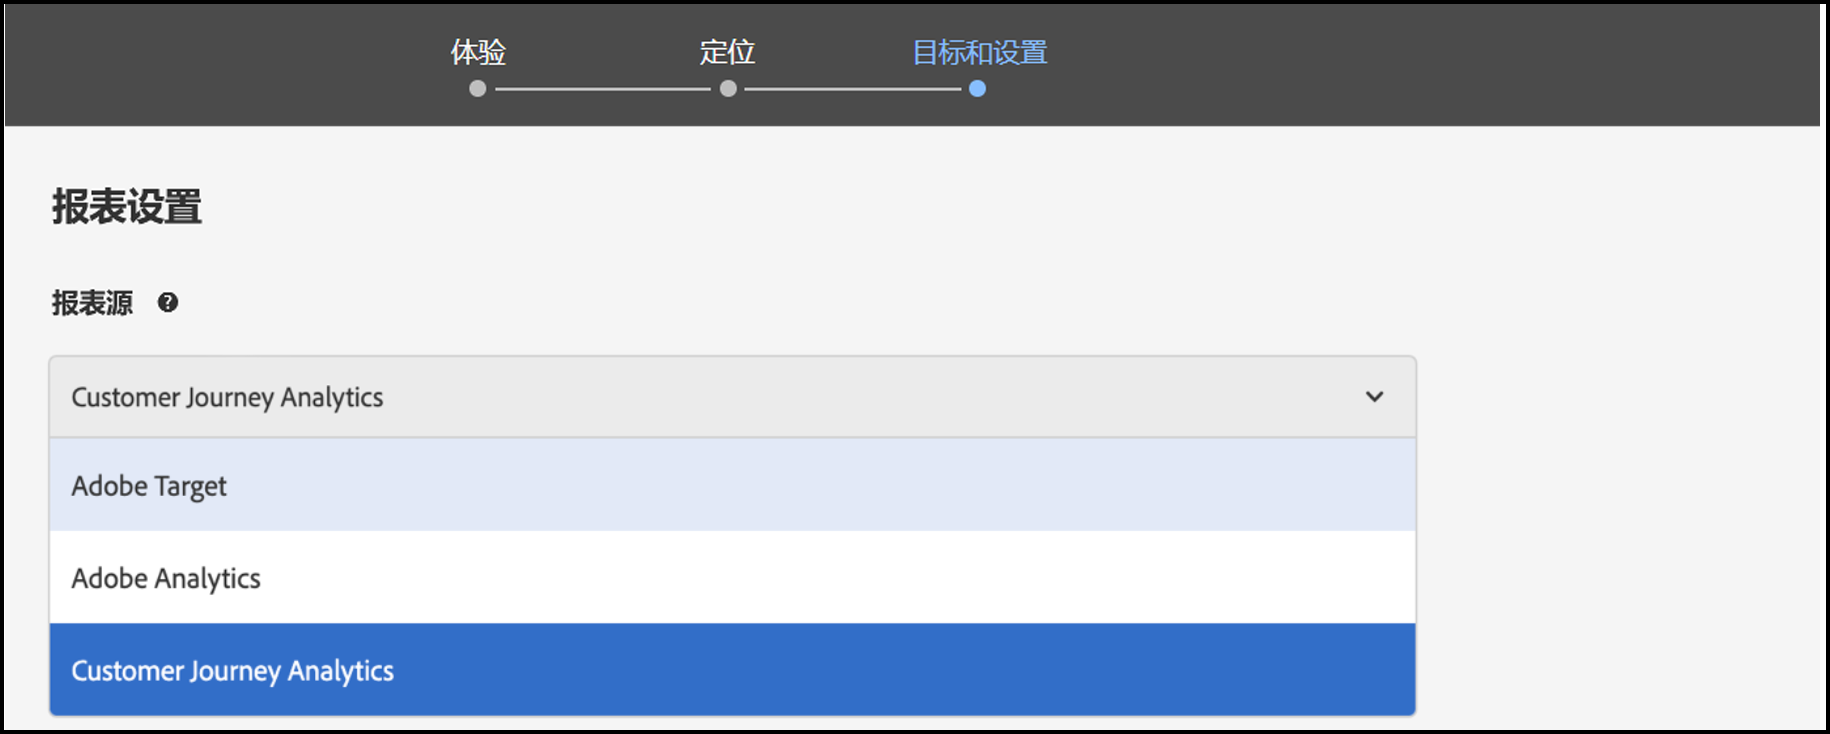 体验 定位 目标和设置
报表设置
报表源 ?
Customer Journey Analytics
Adobe Target
Adobe Analytics
Customer Journey Analytics